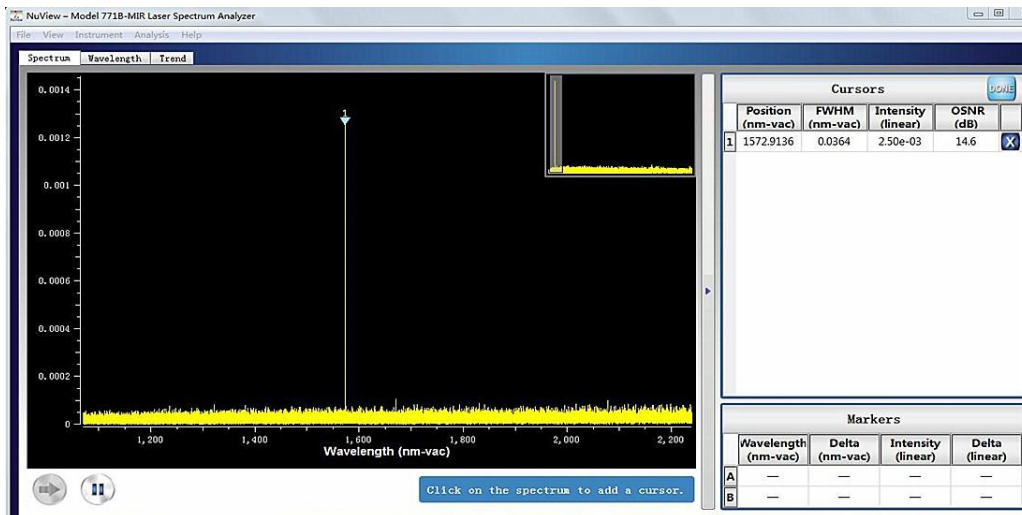 NuView – Model 771B-MIR Laser Spectrum Analyzer
File View Instrument Analysis Help
Spectrum Wavelength Trend
0.0014
0.0012
0.001
0.0008
0.0006
0.0004
0.0002
0
1
1,200 1,400 1,600 1,800 2,000 2,200
Wavelength (nm-vac)
Click on the spectrum to add a cursor.
Cursors DONE
Position (nm-vac) FWHM (nm-vac) Intensity (linear) OSNR (dB)
1 1572.9136 0.0364 2.50e-03 14.6 X
Markers
Wavelength (nm-vac) Delta (nm-vac) Intensity (linear) Delta (linear)
A — — — —
B — — — —